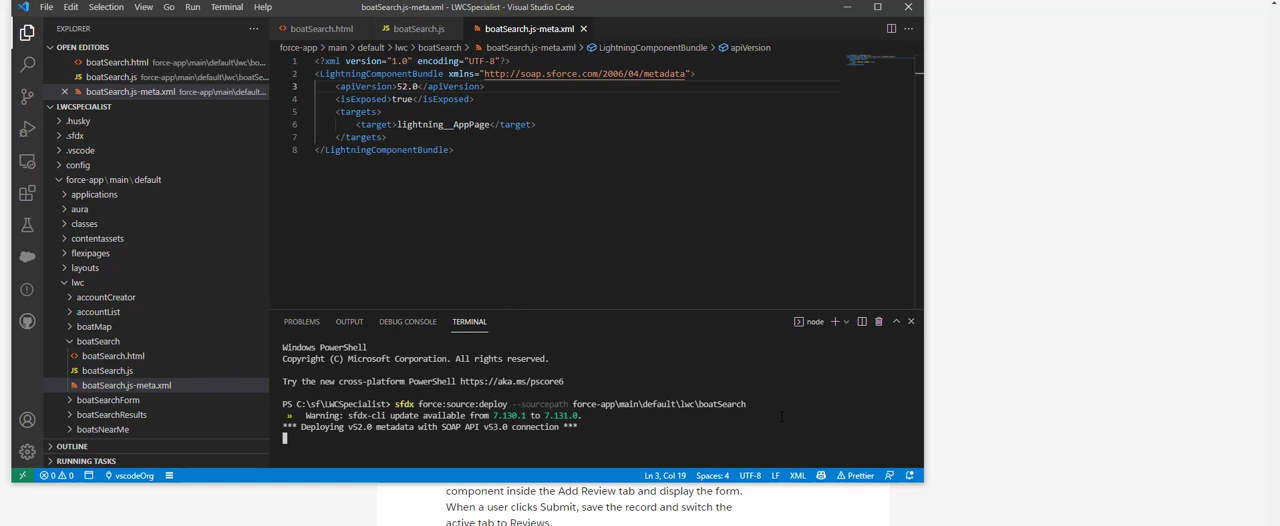 File Edit Selection View Go Run Terminal Help boatSearch.js-meta.xml - LWCSpecialist - Visual Studio Code
EXPLORER
OPEN EDITORS
boatSearch.html force-app\main\default\lwc\bo...
boatSearch.js force-app\main\default\lwc\boatSe...
boatSearch.js-meta.xml force-app\main\default...
LWCSPECIALIST
.husky
.sfdx
.vscode
config
force-app\main\default
applications
aura
classes
contentassets
flexipages
layouts
lwc
accountCreator
accountList
boatMap
boatSearch
boatSearch.html
JS boatSearch.js
boatSearch.js-meta.xml
boatSearchForm
boatSearchResults
boatsNearMe
OUTLINE
RUNNING TASKS
boatSearch.html JS boatSearch.js boatSearch.js-meta.xml
force-app > main > default > lwc > boatSearch > boatSearch.js-meta.xml > LightningComponentBundle > apiVersion
1 <?xml version="1.0" encoding="UTF-8"?>
2 <LightningComponentBundle xmlns="http://soap.sforce.com/2006/04/metadata">
3 <apiVersion>52.0</apiVersion>
4 <isExposed>true</isExposed>
5 <targets>
6 <target>lightning__AppPage</target>
7 </targets>
8 </LightningComponentBundle>
PROBLEMS OUTPUT DEBUG CONSOLE TERMINAL node
Windows PowerShell
Copyright (C) Microsoft Corporation. All rights reserved.
Try the new cross-platform PowerShell https://aka.ms/pscore6
PS C:\sf\LWCSpecialist> sfdx force:source:deploy --sourcepath force-app\main\default\lwc\boatSearch
» Warning: sfdx-cli update available from 7.130.1 to 7.131.0.
*** Deploying v52.0 metadata with SOAP API v53.0 connection ***
0 0 vscodeOrg Ln 3, Col 19 Spaces: 4 UTF-8 LF XML Prettier
component inside the Add Review tab and display the form.
When a user clicks Submit, save the record and switch the
active tab to Reviews.